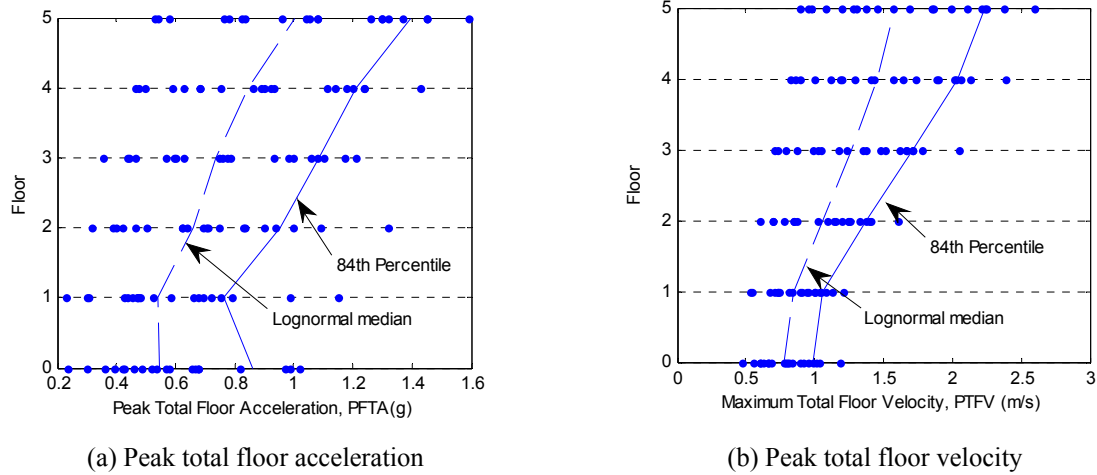 5
4
3
2
1
0
Floor
84th Percentile
Lognormal median
0.2 0.4 0.6 0.8 1 1.2 1.4 1.6
Peak Total Floor Acceleration, PFTA(g)
(a) Peak total floor acceleration
5
4
3
2
1
0
Floor
84th Percentile
Lognormal median
0 0.5 1 1.5 2 2.5 3
Maximum Total Floor Velocity, PTFV (m/s)
(b) Peak total floor velocity